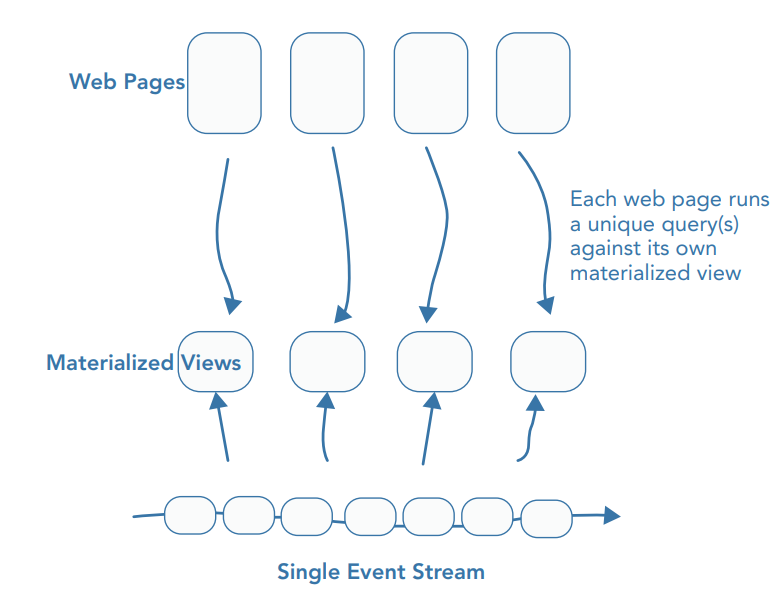 Web Pages
Each web page runs
a unique query(s)
against its own
materialized view
Materialized Views
Single Event Stream